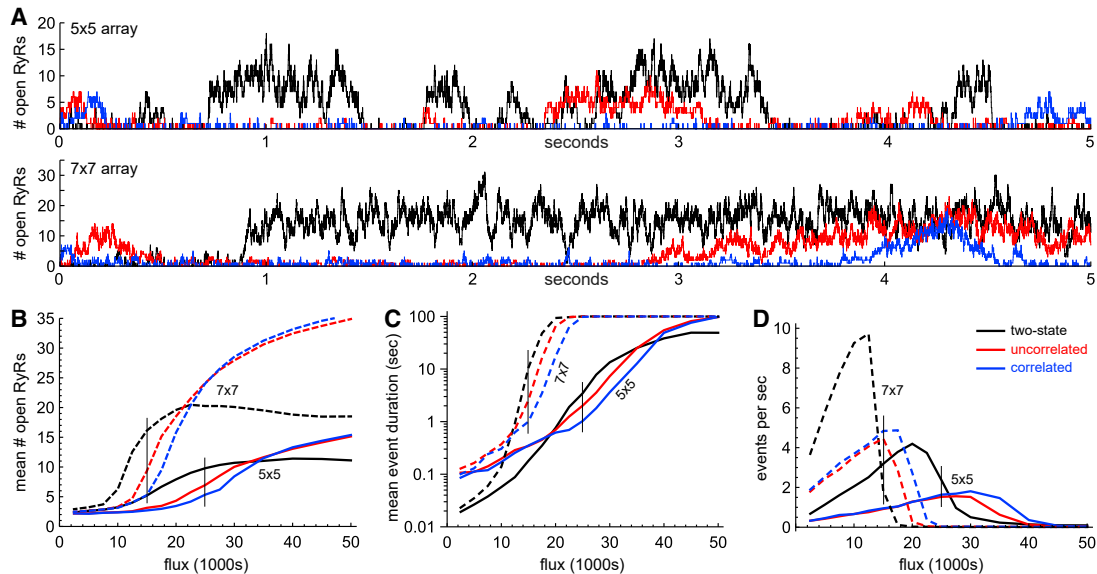 A
5x5 array
# open RyRs
20
15
10
5
0
0 1 2 seconds 3 4 5
7x7 array
# open RyRs
30
20
10
0
0 1 2 seconds 3 4 5
B
mean # open RyRs
35
30
25
20
15
10
5
0
7x7
5x5
0 10 20 30 40 50
flux (1000s)
C
mean event duration (sec)
100
10
1
0.1
0.01
7x7
5x5
0 10 20 30 40 50
flux (1000s)
D
events per sec
10
8
6
4
2
0
7x7
5x5
two-state
uncorrelated
correlated
10 20 30 40 50
flux (1000s)